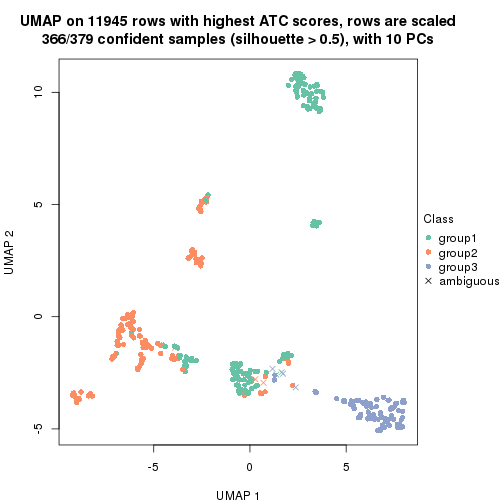 UMAP on 11945 rows with highest ATC scores, rows are scaled
366/379 confident samples (silhouette > 0.5), with 10 PCs
10
5
0
-5
UMAP 2
-5
0
5
UMAP 1
Class
group1
group2
group3
ambiguous